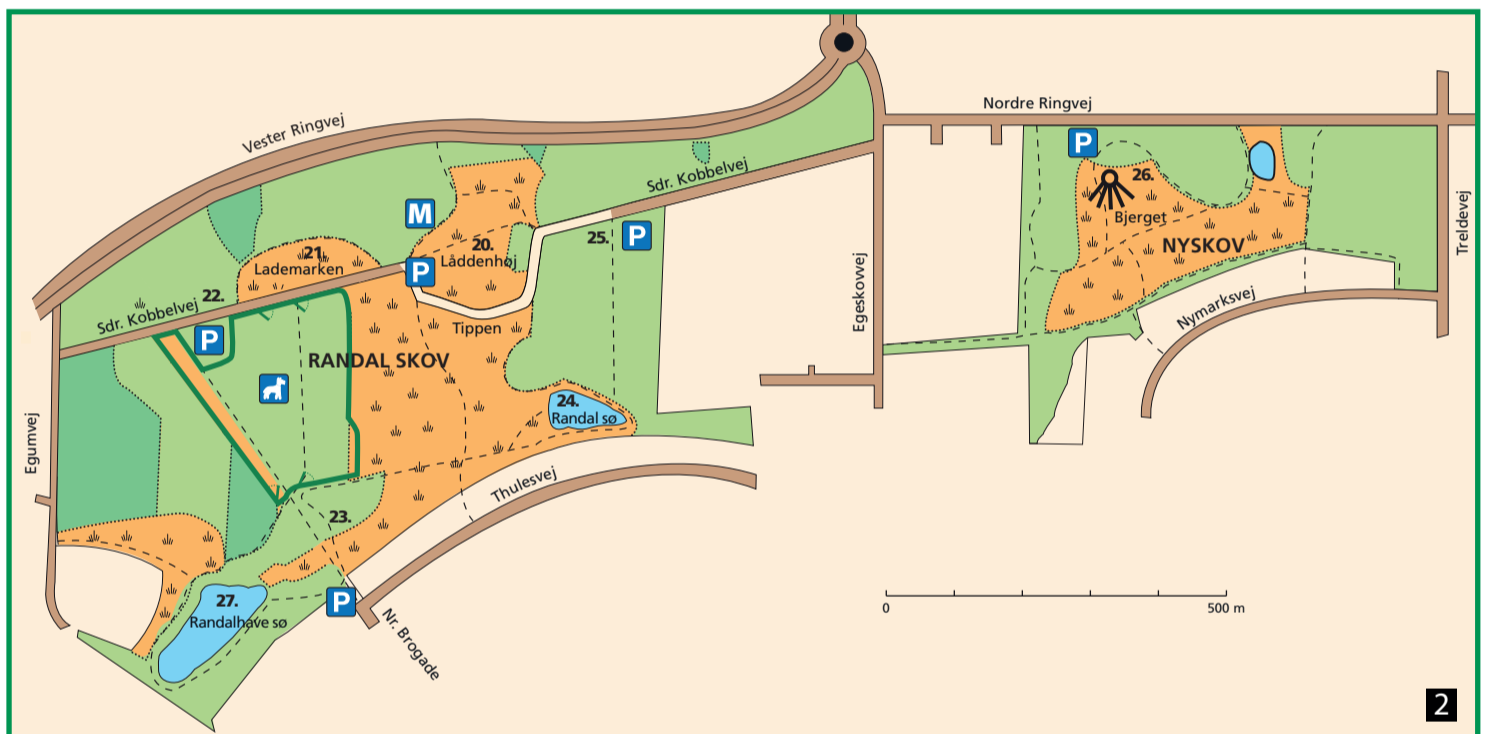 Vester Ringvej
Nordre Ringvej
P
26.
Bjerget
NYSKOV
Treldevej
Sdr. Kobbelvej
M
20.
Låddenhøj
25.
P
21.
Lademarken
P
22.
Sdr. Kobbelvej
P
Tippen
RANDAL SKOV
Egeskovvej
Nymarksvej
24.
Randal sø
Egumvej
Thulesvej
23.
27.
Randalhave sø
P
Nr. Brogade
0
500 m
2